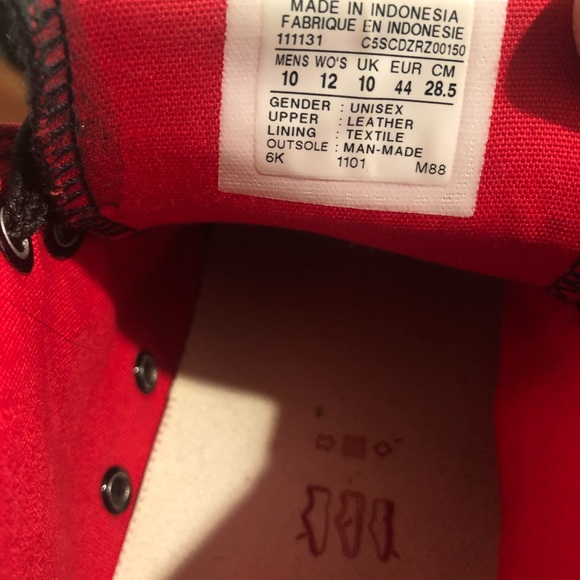 MADE IN INDONESIA
FABRIQUE EN INDONESIE
111131 C5SCDZRZ00150
MENS WO'S UK EUR CM
10 12 10 44 28.5
GENDER : UNISEX
UPPER : LEATHER
LINING : TEXTILE
OUTSOLE : MAN-MADE
6K 1101 M88